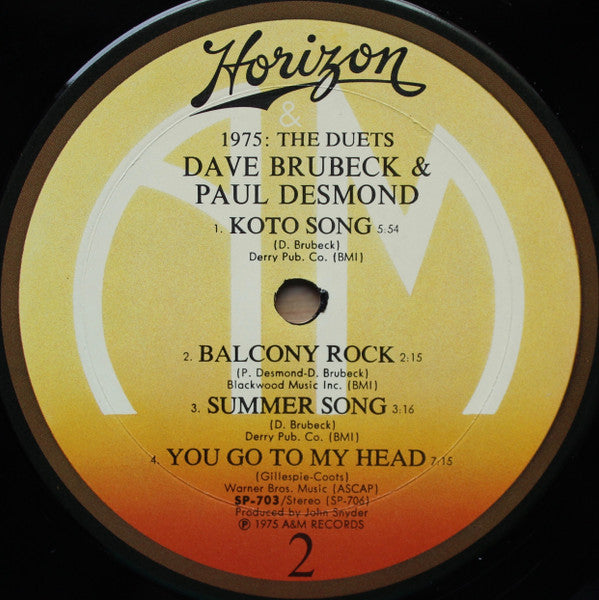 Horizon
&
1975: THE DUETS
DAVE BRUBECK &
PAUL DESMOND
1. KOTO SONG 5:54
(D. Brubeck)
Derry Pub. Co. (BMI)
AM
2. BALCONY ROCK 2:15
(P. Desmond-D. Brubeck)
Blackwood Music Inc. (BMI)
3. SUMMER SONG 3:16
(D. Brubeck)
Derry Pub. Co. (BMI)
4. YOU GO TO MY HEAD 7:15
(Gillespie-Coots)
Warner Bros. Music (ASCAP)
SP-703/Stereo (SP-706)
Produced by John Snyder
℗ 1975 A&M RECORDS
2